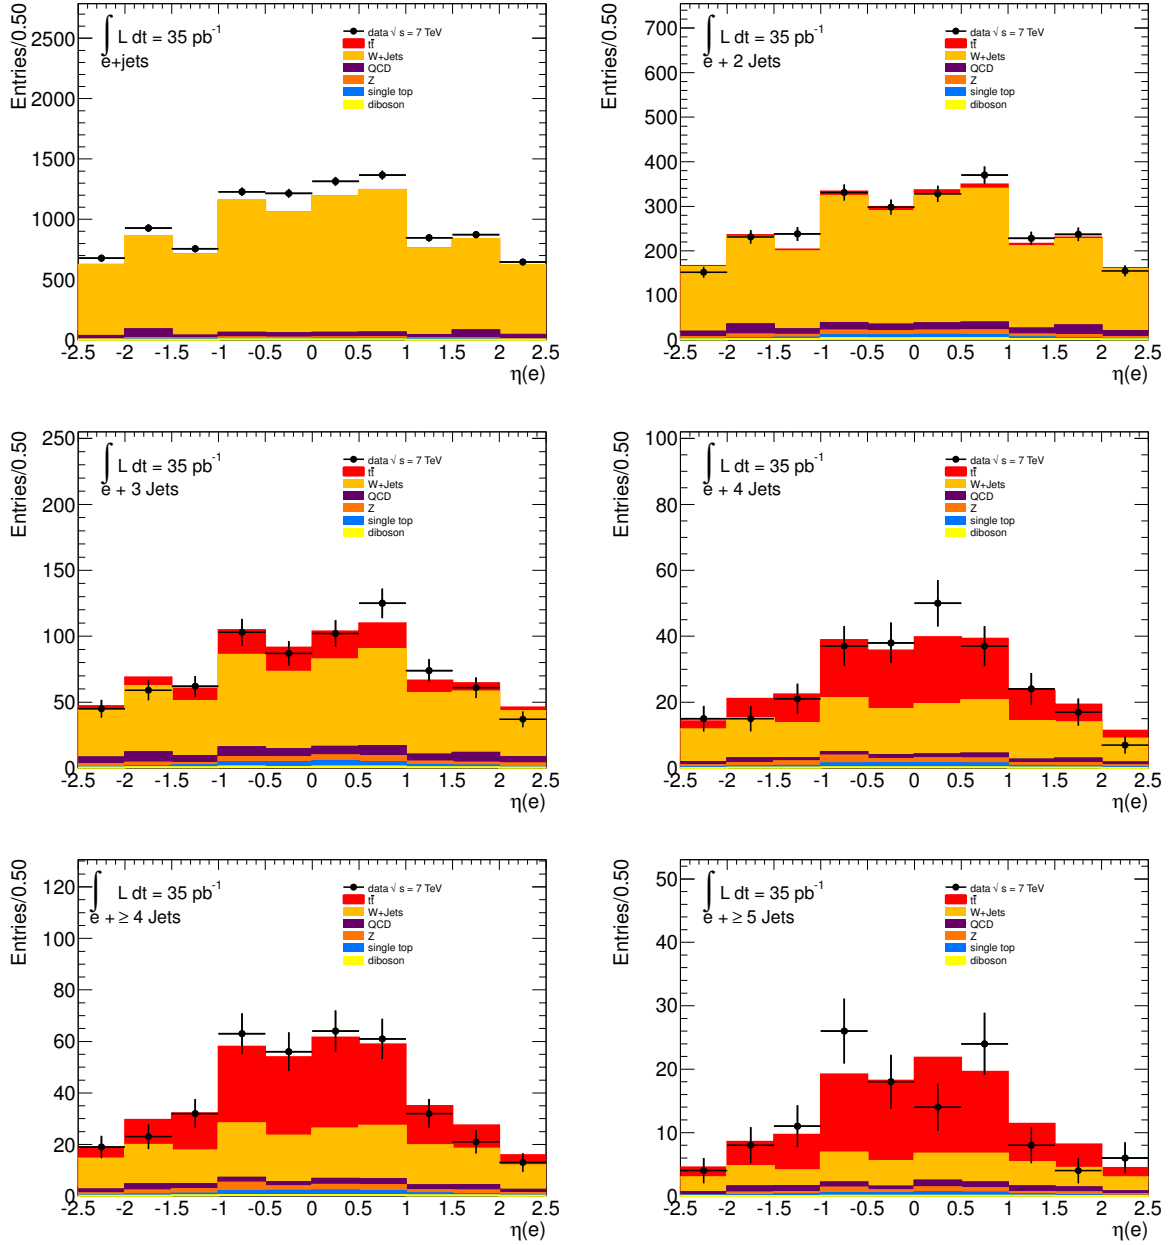 Entries/0.50
2500
2000
1500
1000
500
0
∫ L dt = 35 pb⁻¹
e+jets
data √ s = 7 TeV
tt̄
W+Jets
QCD
Z
single top
diboson
-2.5 -2 -1.5 -1 -0.5 0 0.5 1 1.5 2 2.5
η(e)
Entries/0.50
700
600
500
400
300
200
100
0
∫ L dt = 35 pb⁻¹
e + 2 Jets
data √ s = 7 TeV
tt̄
W+Jets
QCD
Z
single top
diboson
-2.5 -2 -1.5 -1 -0.5 0 0.5 1 1.5 2 2.5
η(e)
Entries/0.50
250
200
150
100
50
0
∫ L dt = 35 pb⁻¹
e + 3 Jets
data √ s = 7 TeV
tt̄
W+Jets
QCD
Z
single top
diboson
-2.5 -2 -1.5 -1 -0.5 0 0.5 1 1.5 2 2.5
η(e)
Entries/0.50
100
80
60
40
20
0
∫ L dt = 35 pb⁻¹
e + 4 Jets
data √ s = 7 TeV
tt̄
W+Jets
QCD
Z
single top
diboson
-2.5 -2 -1.5 -1 -0.5 0 0.5 1 1.5 2 2.5
η(e)
Entries/0.50
120
100
80
60
40
20
0
∫ L dt = 35 pb⁻¹
e + ≥ 4 Jets
data √ s = 7 TeV
tt̄
W+Jets
QCD
Z
single top
diboson
-2.5 -2 -1.5 -1 -0.5 0 0.5 1 1.5 2 2.5
η(e)
Entries/0.50
50
40
30
20
10
0
∫ L dt = 35 pb⁻¹
e + ≥ 5 Jets
data √ s = 7 TeV
tt̄
W+Jets
QCD
Z
single top
diboson
-2.5 -2 -1.5 -1 -0.5 0 0.5 1 1.5 2 2.5
η(e)